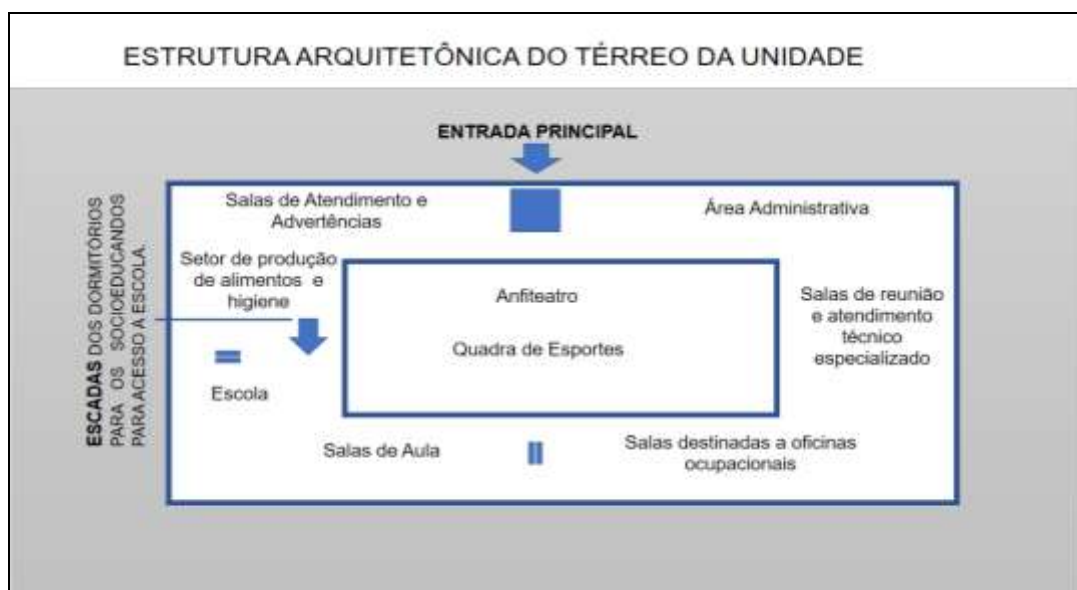 ESTRUTURA ARQUITETÔNICA DO TÉRREO DA UNIDADE
ENTRADA PRINCIPAL
Salas de Atendimento e
Advertências
Área Administrativa
Setor de produção
de alimentos e
higiene
Anfiteatro
Quadra de Esportes
Salas de reunião
e atendimento
técnico
especializado
ESCADAS DOS DORMITÓRIOS
PARA OS SOCIOEDUCANDOS
PARA ACESSO À ESCOLA.
Escola
Salas de Aula
Salas destinadas a oficinas
ocupacionais